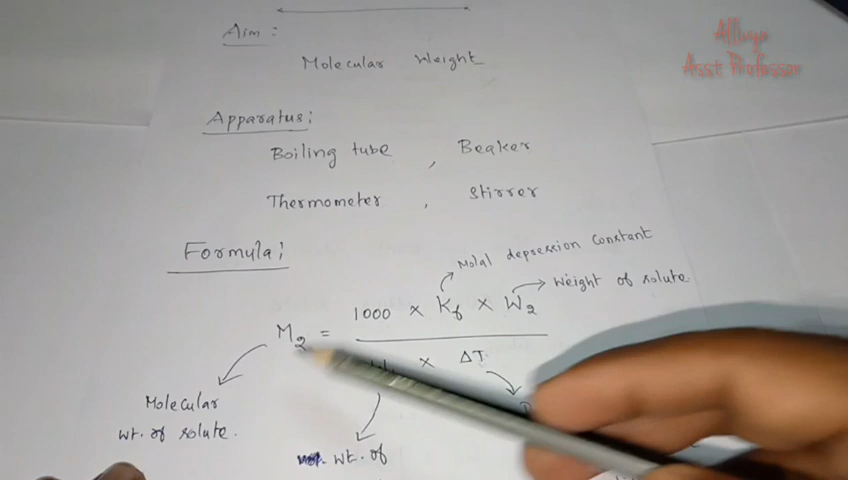 Alluyo
Asst Professor
Aim :
Molecular Weight
Apparatus:
Boiling tube , Beaker
Thermometer , Stirrer
Formula:
Molal depression constant
Weight of solute
M2 = 1000 × Kf × W2
× ΔT
Molecular
wt. of solute.
wt. of